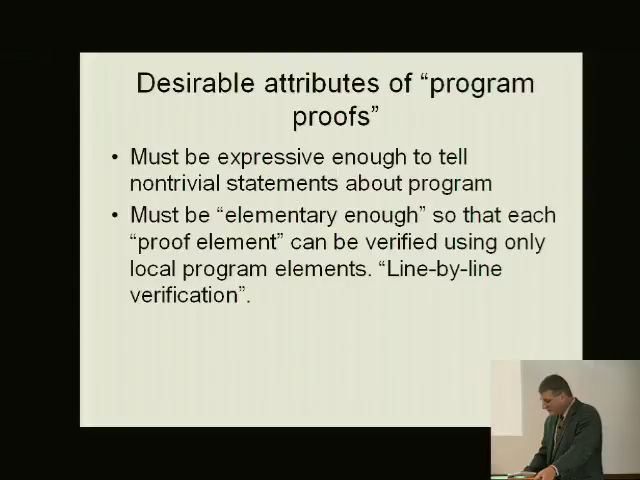 Desirable attributes of “program
proofs”
• Must be expressive enough to tell
nontrivial statements about program
• Must be “elementary enough” so that each
“proof element” can be verified using only
local program elements. “Line-by-line
verification”.